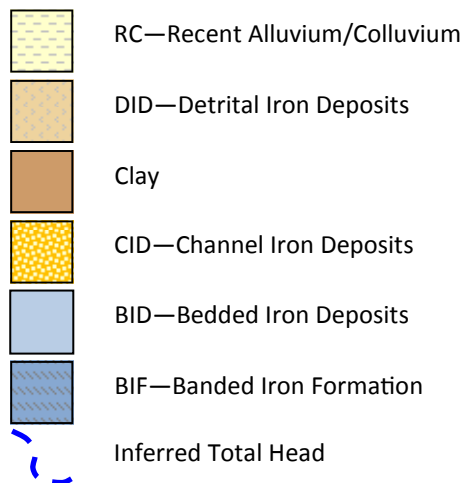 RC—Recent Alluvium/Colluvium
DID—Detrital Iron Deposits
Clay
CID—Channel Iron Deposits
BID—Bedded Iron Deposits
BIF—Banded Iron Formation
Inferred Total Head